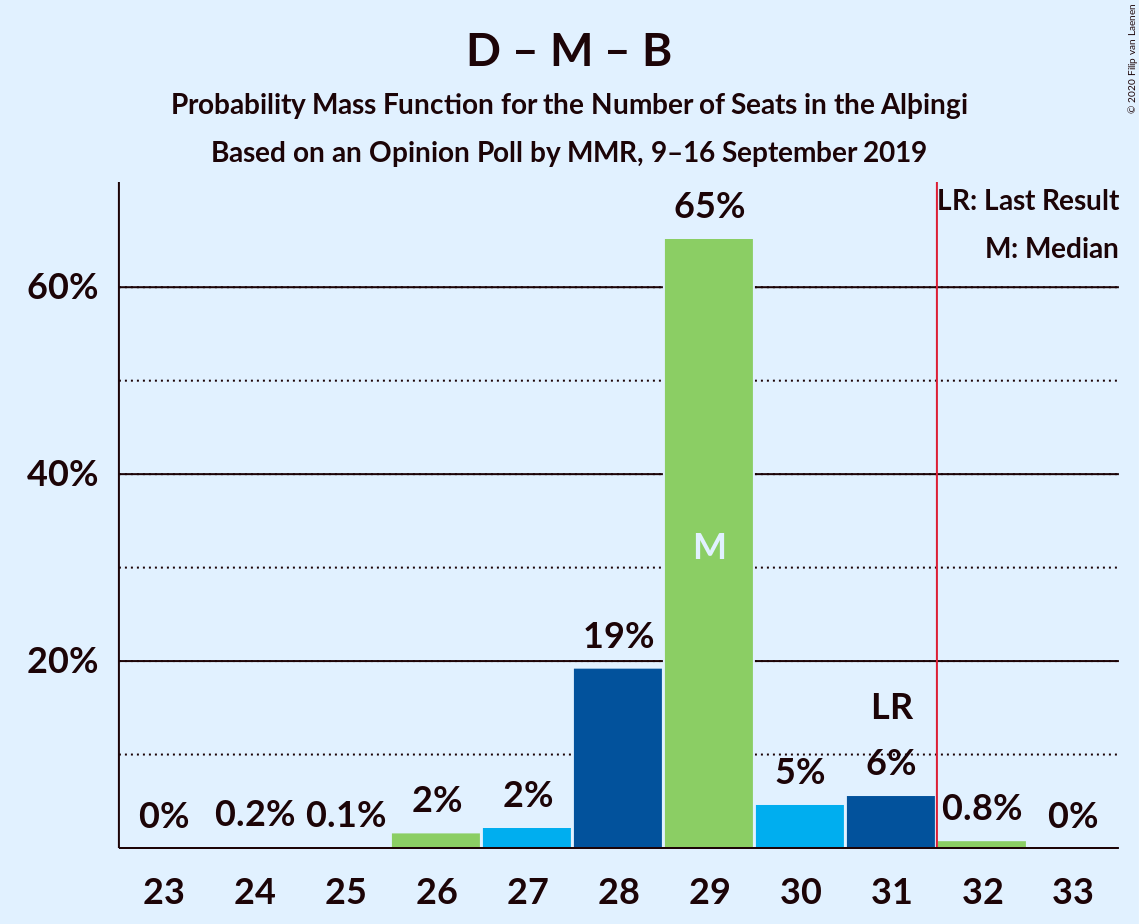 D – M – B
Probability Mass Function for the Number of Seats in the Alþingi
Based on an Opinion Poll by MMR, 9–16 September 2019
© 2020 Filip van Laenen
LR: Last Result
M: Median
60%
40%
20%
0%
0.2%
0.1%
2%
2%
19%
65%
M
5%
LR
6%
0.8%
0%
23 24 25 26 27 28 29 30 31 32 33